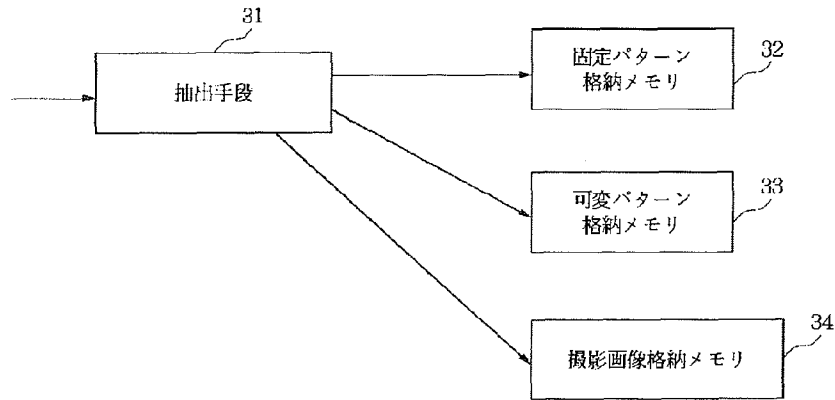 31
抽出手段
固定パターン
格納メモリ
32
可変パターン
格納メモリ
33
撮影画像格納メモリ
34